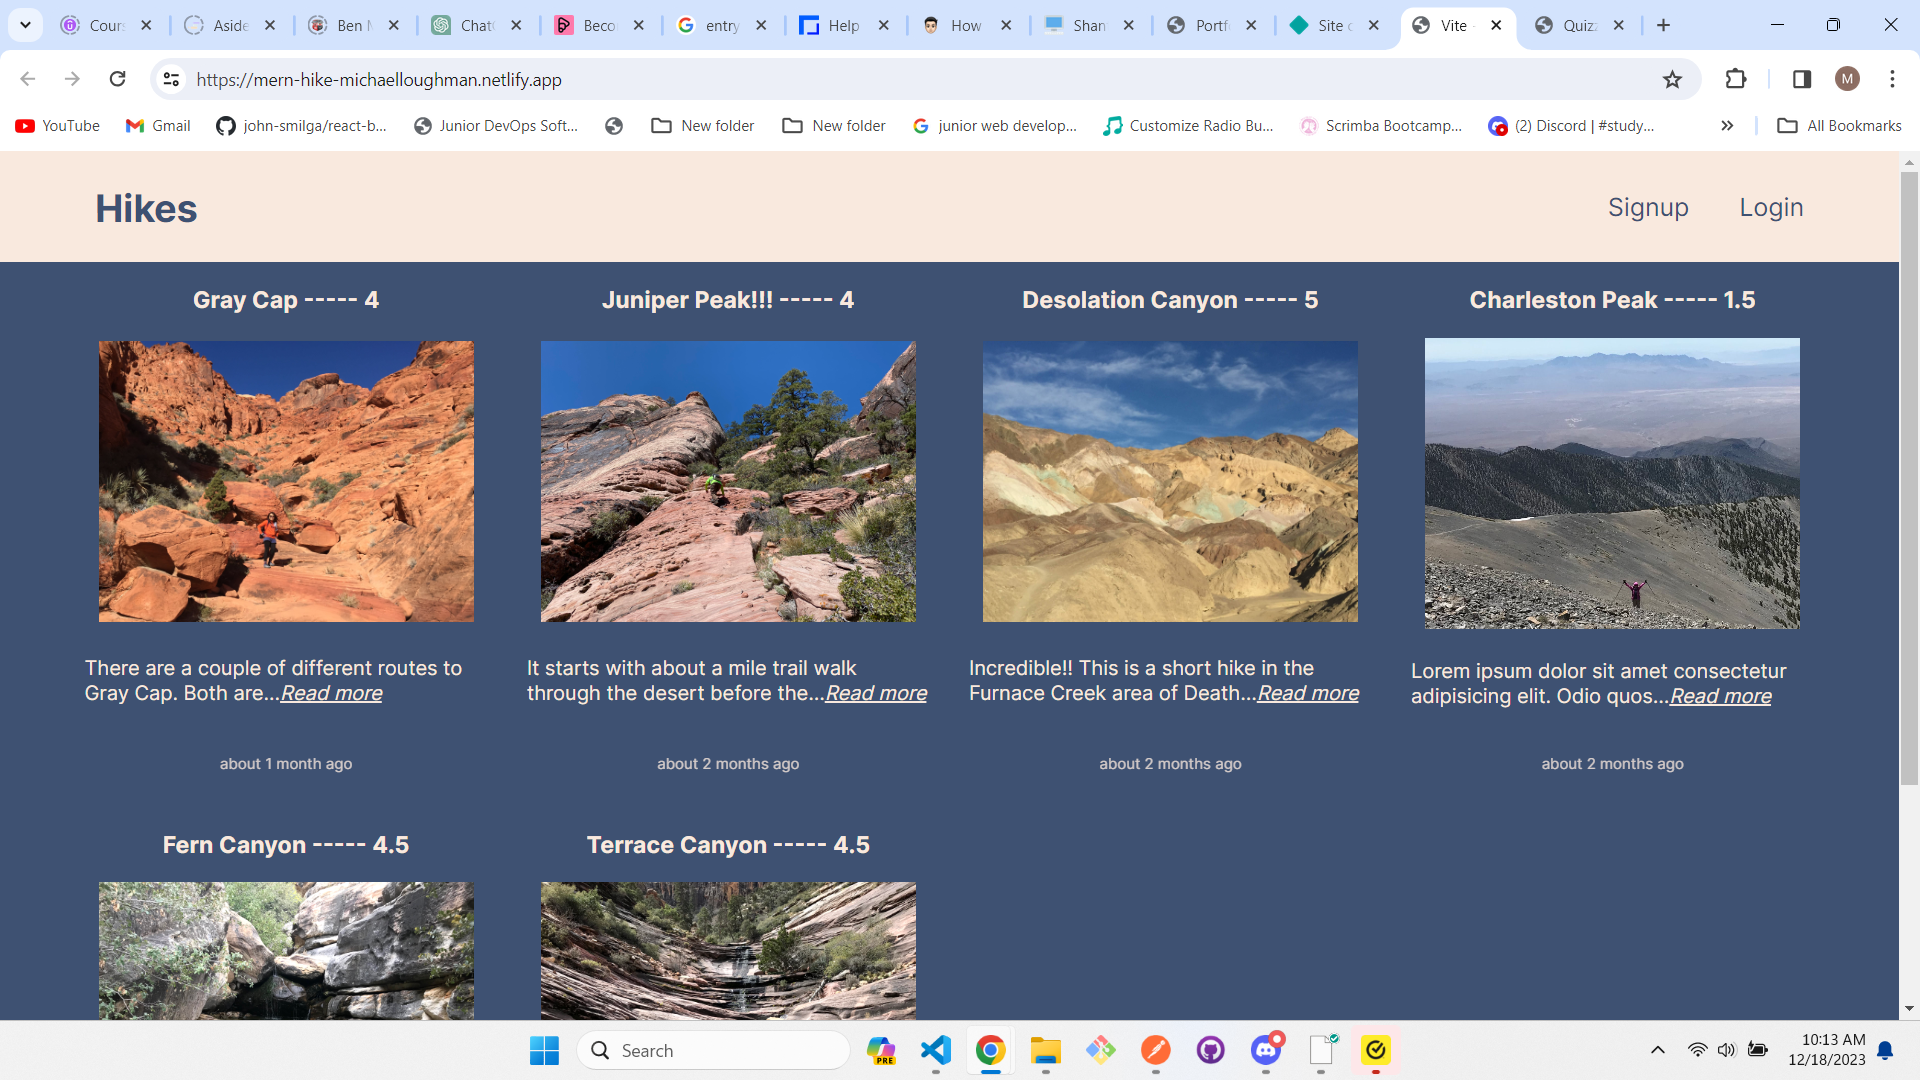 Cours
Aside
Ben M
Chat
Beco
entry
Help
How
Shan
Portf
Site
Vite
Quizz
https://mern-hike-michaelloughman.netlify.app
M
YouTube
Gmail
john-smilga/react-b...
Junior DevOps Soft...
New folder
New folder
junior web develop...
Customize Radio Bu...
Scrimba Bootcamp...
(2) Discord | #study...
All Bookmarks
Hikes
Signup
Login
Gray Cap ----- 4
Juniper Peak!!! ----- 4
Desolation Canyon ----- 5
Charleston Peak ----- 1.5
There are a couple of different routes to
Gray Cap. Both are...Read more
It starts with about a mile trail walk
through the desert before the...Read more
Incredible!! This is a short hike in the
Furnace Creek area of Death...Read more
Lorem ipsum dolor sit amet consectetur
adipisicing elit. Odio quos...Read more
about 1 month ago
about 2 months ago
about 2 months ago
about 2 months ago
Fern Canyon ----- 4.5
Terrace Canyon ----- 4.5
Search
PRE
10:13 AM
12/18/2023